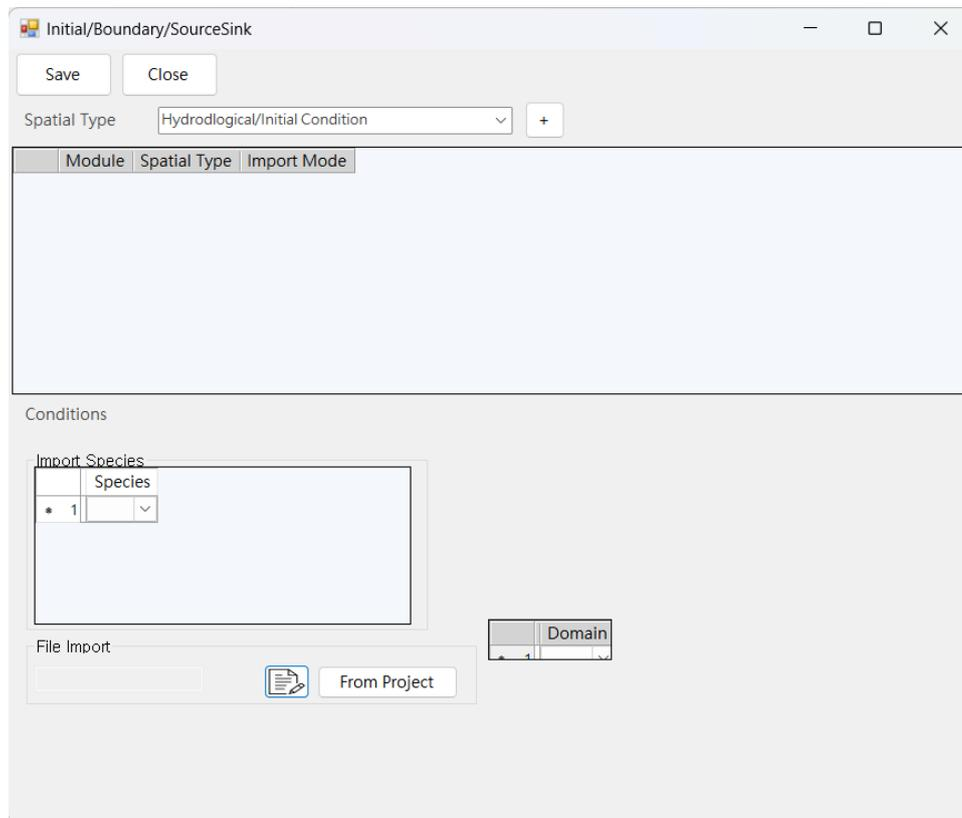 Initial/Boundary/SourceSink
Save Close
Spatial Type Hydrodlogical/Initial Condition +
Module Spatial Type Import Mode
Conditions
Import Species
Species
* 1
Domain
* 1
File Import
From Project